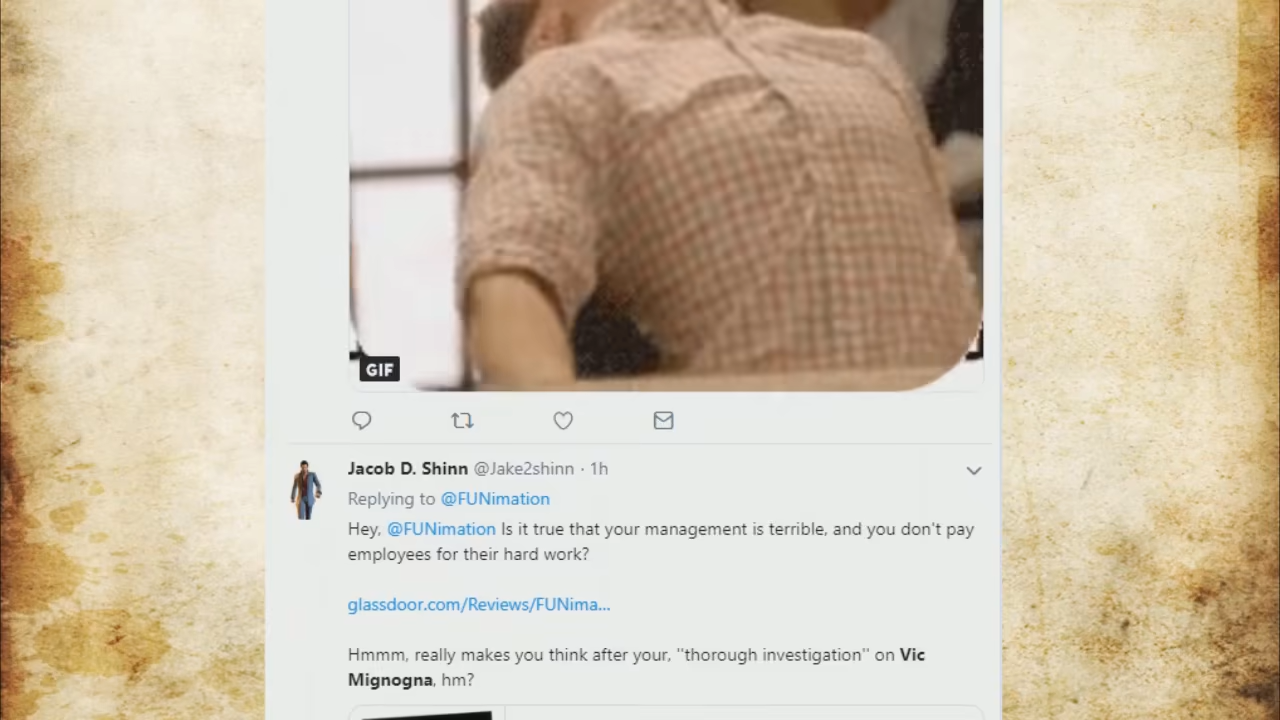 GIF
Jacob D. Shinn @Jake2shinn · 1h
Replying to @FUNimation
Hey, @FUNimation Is it true that your management is terrible, and you don't pay
employees for their hard work?
glassdoor.com/Reviews/FUNima...
Hmmm, really makes you think after your, "thorough investigation" on Vic
Mignogna, hm?